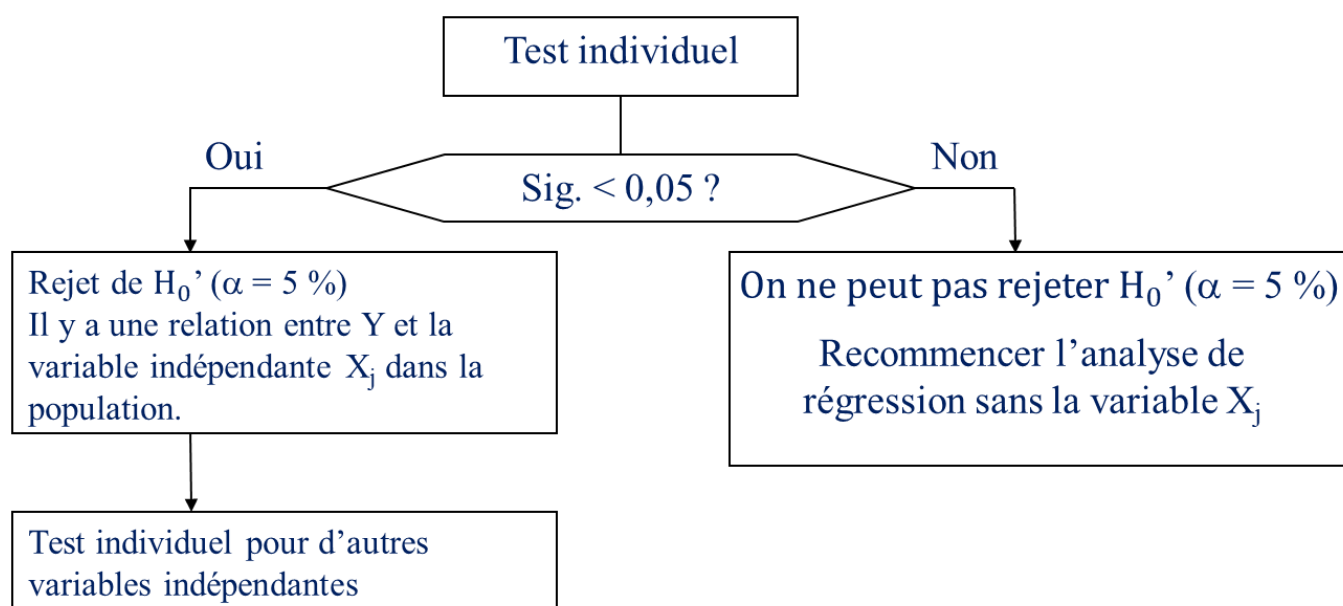 Test individuel
Oui
Non
Sig. < 0,05 ?
Rejet de H₀’ (α = 5 %)
Il y a une relation entre Y et la
variable indépendante Xⱼ dans la
population.
On ne peut pas rejeter H₀’ (α = 5 %)
Recommencer l’analyse de
régression sans la variable Xⱼ
Test individuel pour d’autres
variables indépendantes